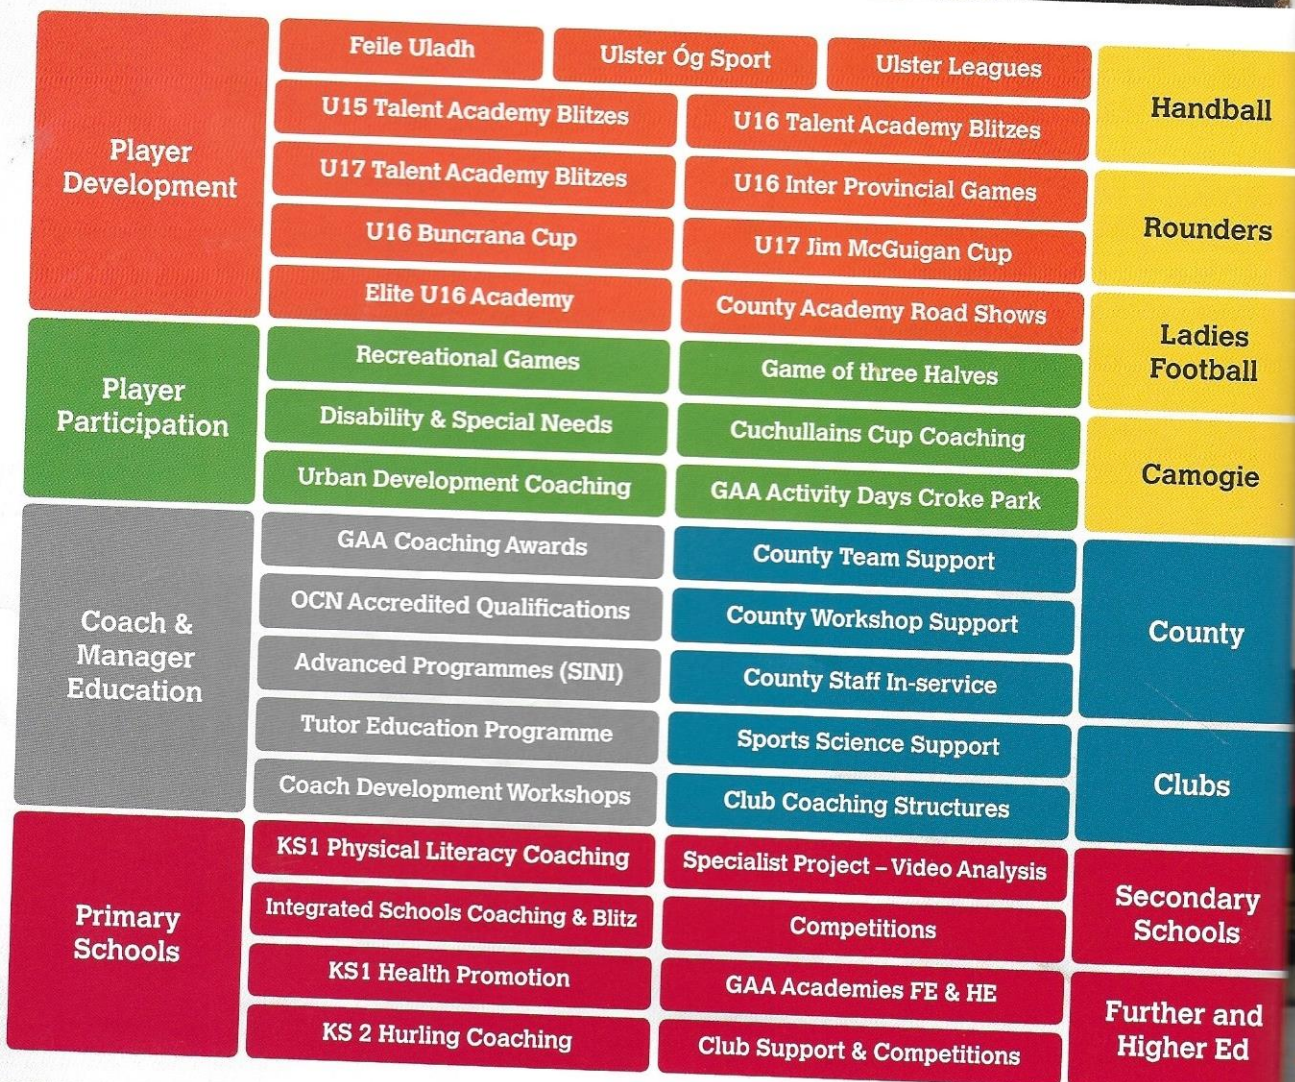 Player
Development
Feile Uladh
Ulster Óg Sport
Ulster Leagues
U15 Talent Academy Blitzes
U16 Talent Academy Blitzes
U17 Talent Academy Blitzes
U16 Inter Provincial Games
U16 Buncrana Cup
U17 Jim McGuigan Cup
Elite U16 Academy
County Academy Road Shows
Handball
Rounders
Ladies
Football
Camogie
Player
Participation
Recreational Games
Game of three Halves
Disability & Special Needs
Cuchullains Cup Coaching
Urban Development Coaching
GAA Activity Days Croke Park
Coach &
Manager
Education
GAA Coaching Awards
OCN Accredited Qualifications
Advanced Programmes (SINI)
Tutor Education Programme
Coach Development Workshops
County Team Support
County Workshop Support
County Staff In-service
Sports Science Support
Club Coaching Structures
County
Clubs
Primary
Schools
KS1 Physical Literacy Coaching
Integrated Schools Coaching & Blitz
KS1 Health Promotion
KS 2 Hurling Coaching
Specialist Project – Video Analysis
Competitions
GAA Academies FE & HE
Club Support & Competitions
Secondary
Schools
Further and
Higher Ed